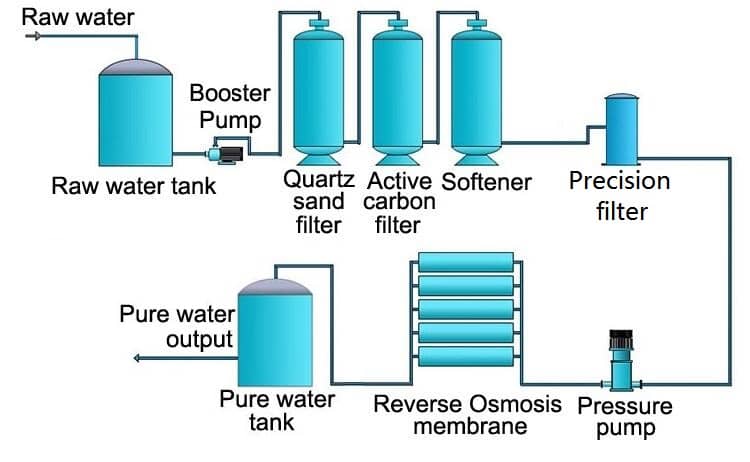 Raw water
Booster
Pump
Raw water tank
Quartz
sand
filter
Active
carbon
filter
Softener
Precision
filter
Pure water
output
Pure water
tank
Reverse Osmosis
membrane
Pressure
pump